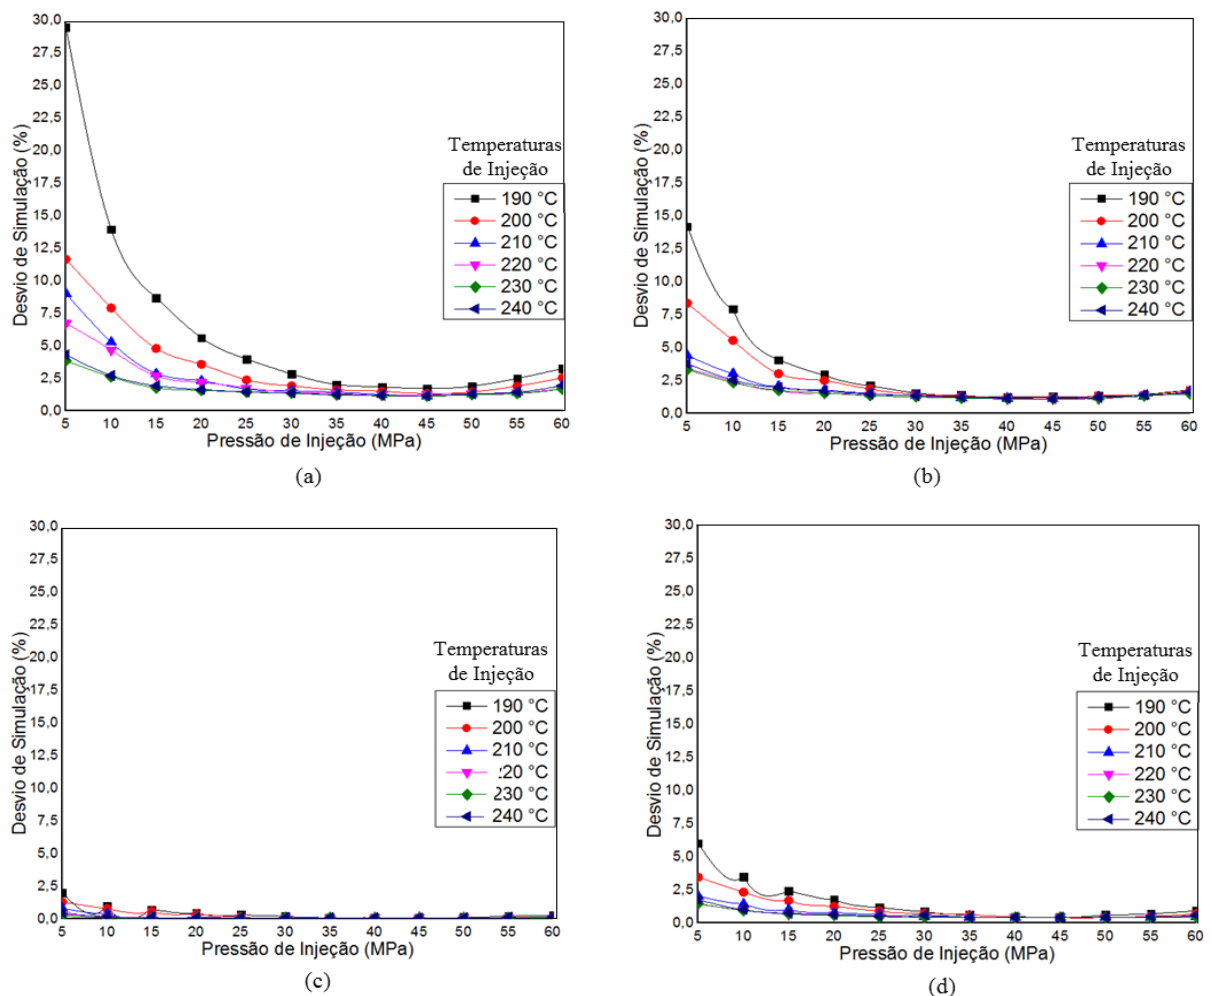 30,0
27,5
25,0
22,5
20,0
17,5
15,0
12,5
10,0
7,5
5,0
2,5
0,0
Desvio de Simulação (%)
Temperaturas
de Injeção
190 °C
200 °C
210 °C
220 °C
230 °C
240 °C
5 10 15 20 25 30 35 40 45 50 55 60
Pressão de Injeção (MPa)
(a)
30,0
27,5
25,0
22,5
20,0
17,5
15,0
12,5
10,0
7,5
5,0
2,5
0,0
Desvio de Simulação (%)
Temperaturas
de Injeção
190 °C
200 °C
210 °C
220 °C
230 °C
240 °C
5 10 15 20 25 30 35 40 45 50 55 60
Pressão de Injeção (MPa)
(b)
30,0
27,5
25,0
22,5
20,0
17,5
15,0
12,5
10,0
7,5
5,0
2,5
0,0
Desvio de Simulação (%)
Temperaturas
de Injeção
190 °C
200 °C
210 °C
220 °C
230 °C
240 °C
5 10 15 20 25 30 35 40 45 50 55 60
Pressão de Injeção (MPa)
(c)
30,0
27,5
25,0
22,5
20,0
17,5
15,0
12,5
10,0
7,5
5,0
2,5
0,0
Desvio de Simulação (%)
Temperaturas
de Injeção
190 °C
200 °C
210 °C
220 °C
230 °C
240 °C
5 10 15 20 25 30 35 40 45 50 55 60
Pressão de Injeção (MPa)
(d)